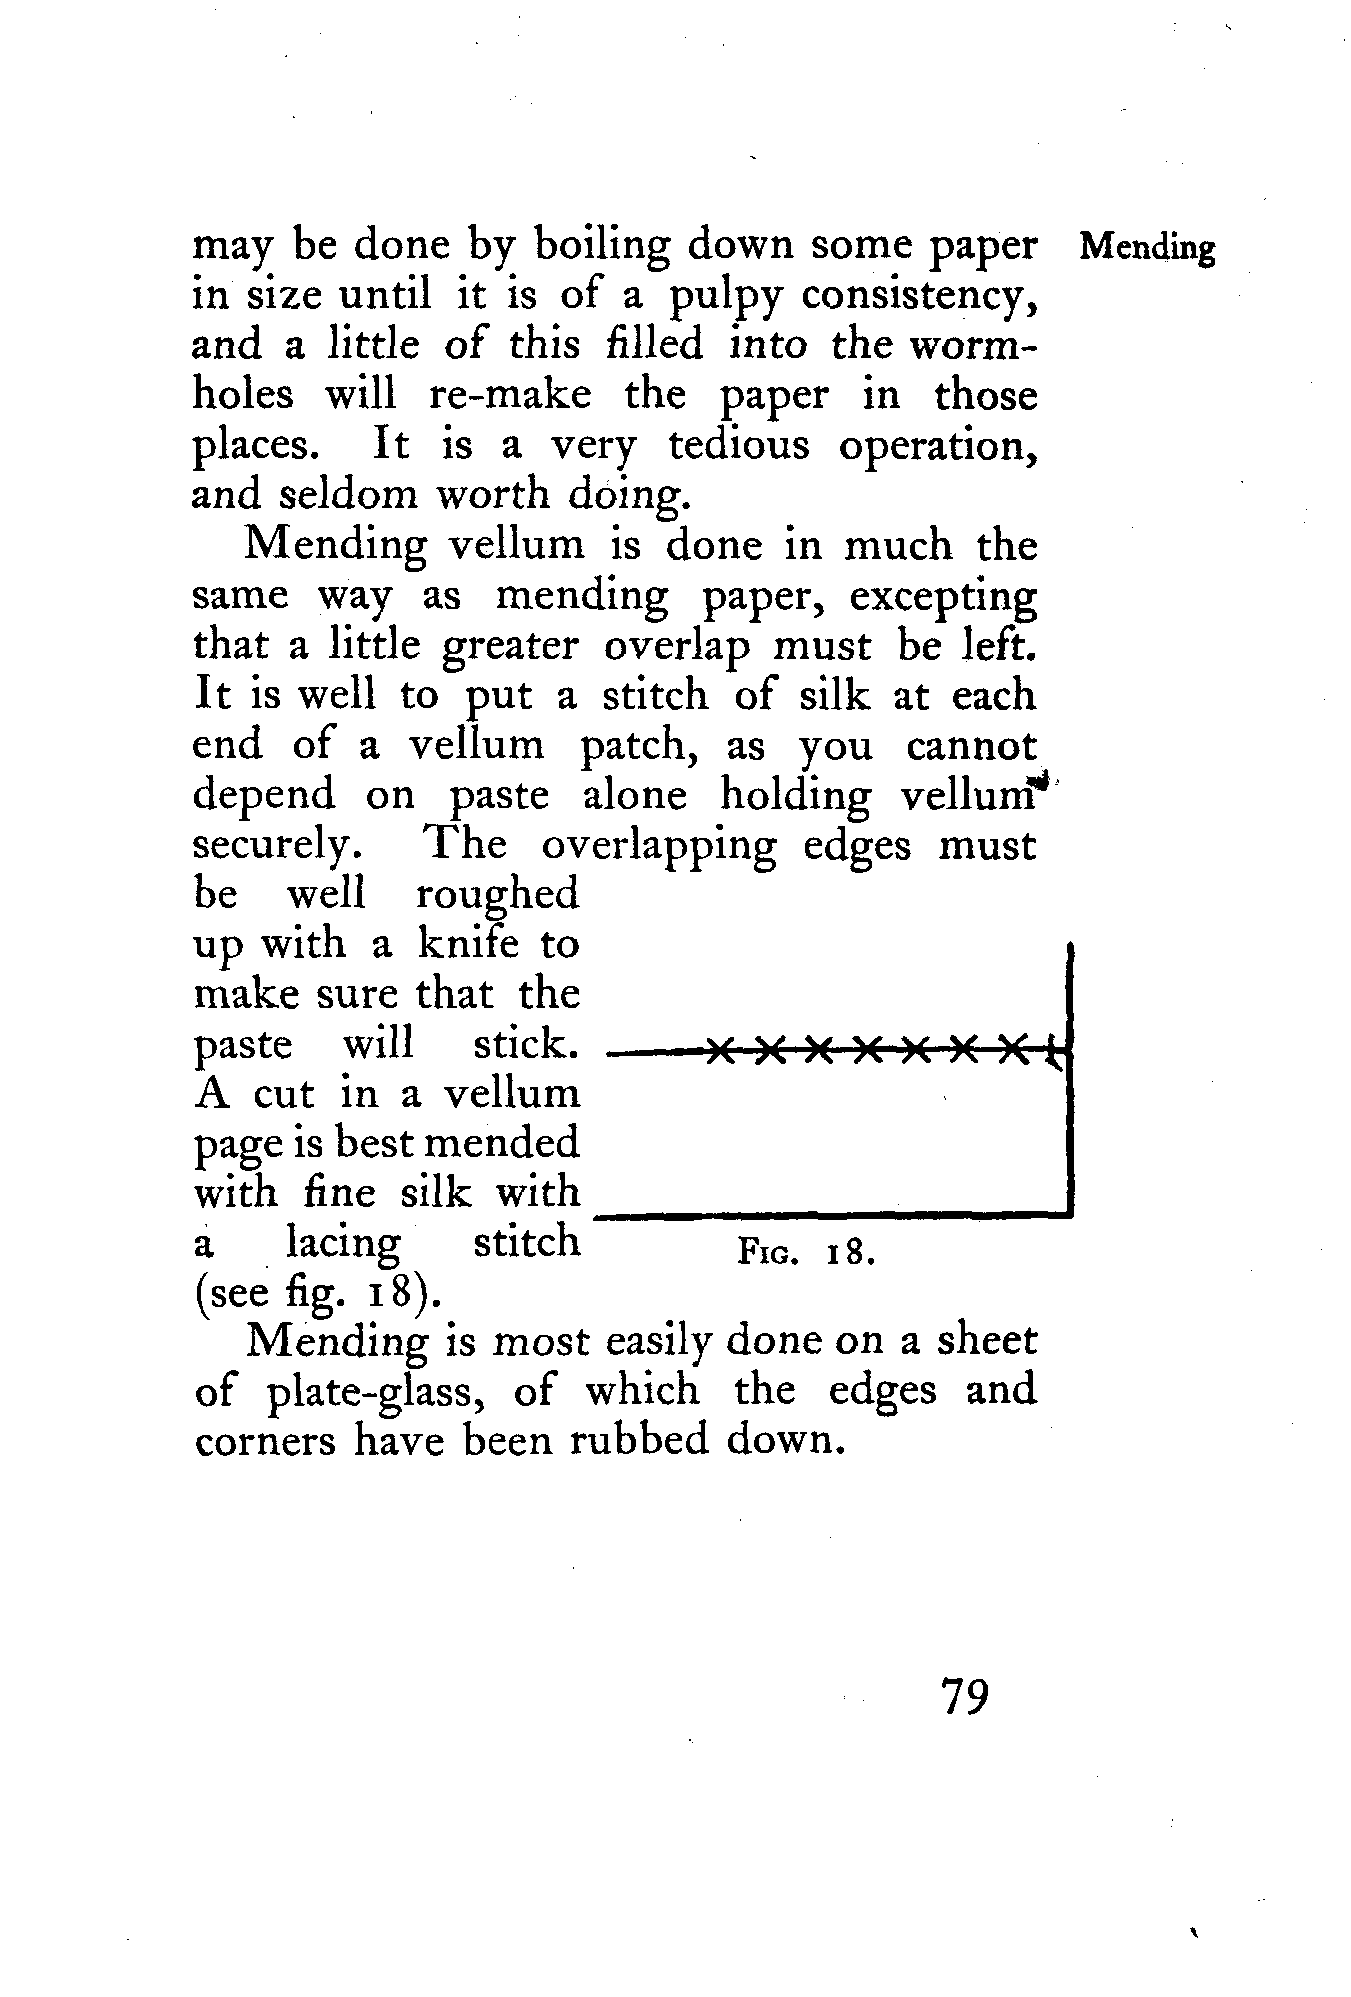 may be done by boiling down some paper Mending
in size until it is of a pulpy consistency,
and a little of this filled into the worm-
holes will re-make the paper in those
places. It is a very tedious operation,
and seldom worth doing.
Mending vellum is done in much the
same way as mending paper, excepting
that a little greater overlap must be left.
It is well to put a stitch of silk at each
end of a vellum patch, as you cannot
depend on paste alone holding vellum
securely. The overlapping edges must
be well roughed
up with a knife to
make sure that the
paste will stick.
A cut in a vellum
page is best mended
with fine silk with
a lacing stitch
(see fig. 18).
Fig. 18.
Mending is most easily done on a sheet
of plate-glass, of which the edges and
corners have been rubbed down.
79